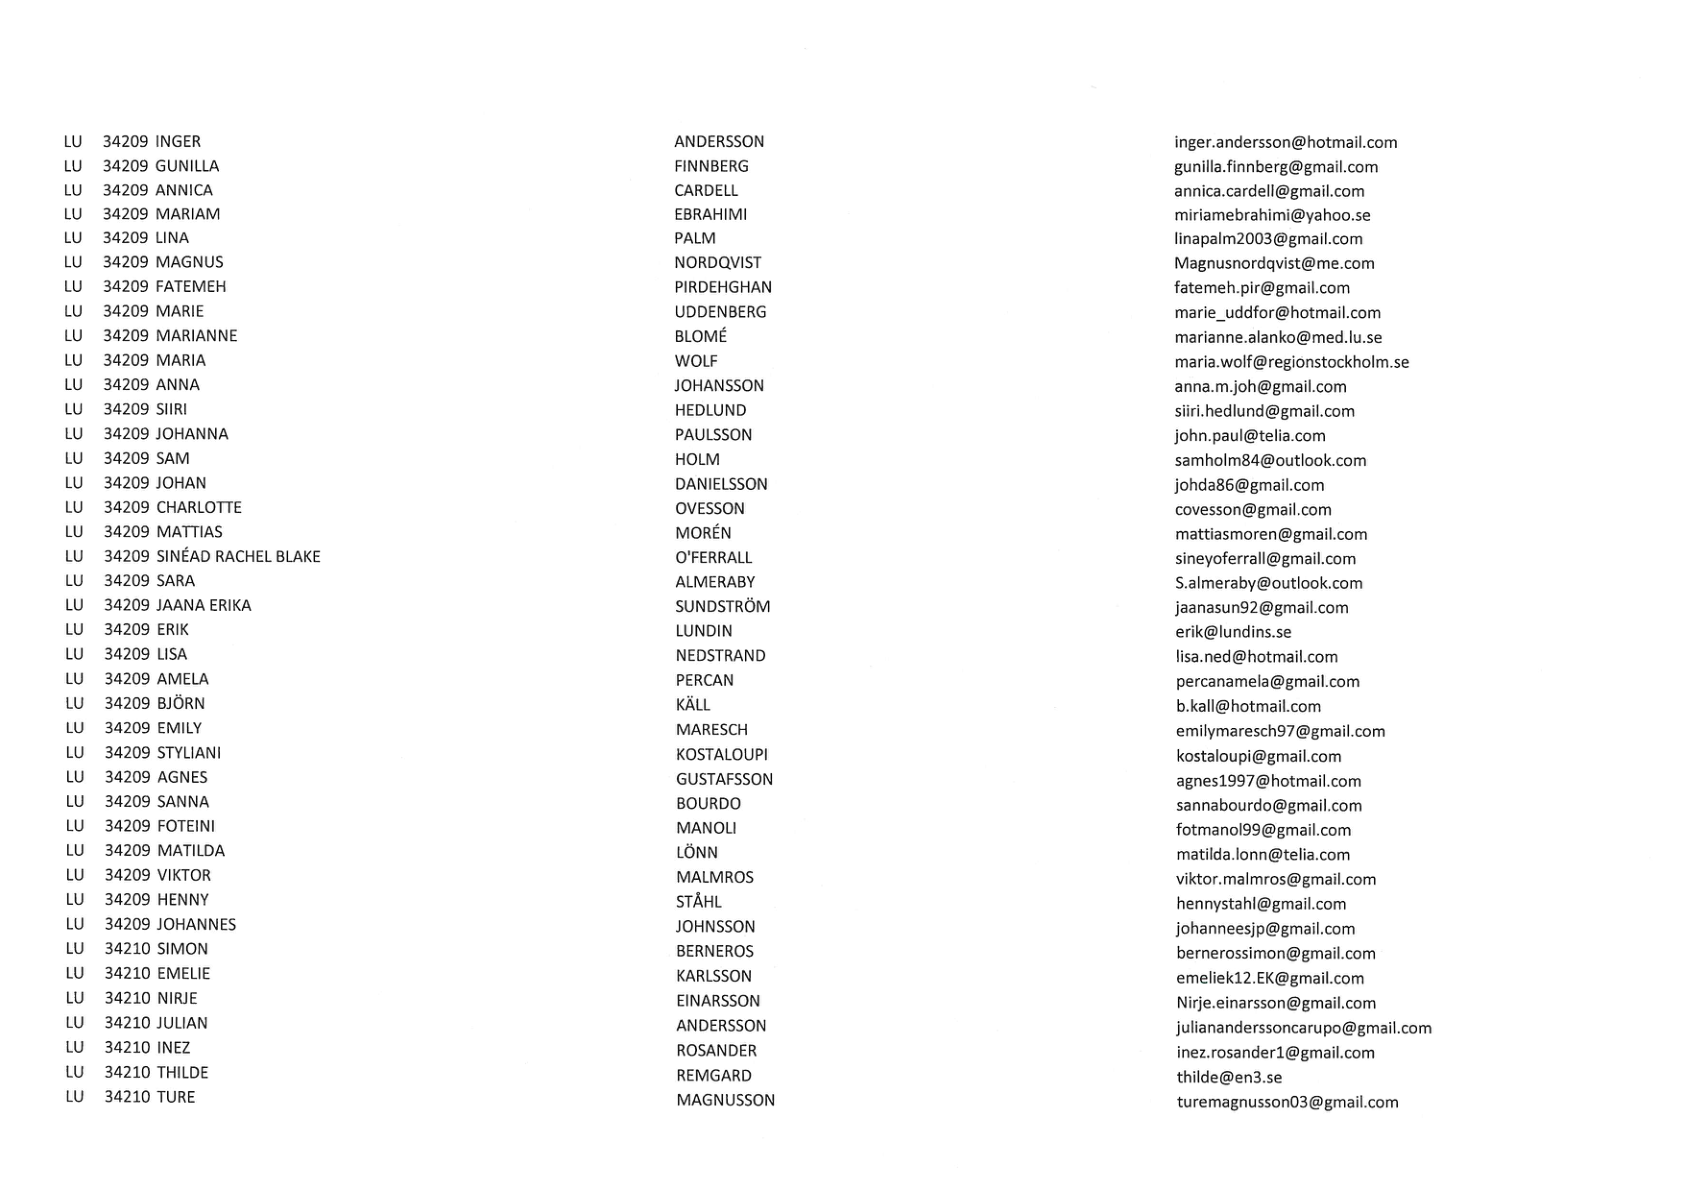 LU 34209 INGER ANDERSSON inger.andersson@hotmail.com
LU 34209 GUNILLA FINNBERG gunilla.finnberg@gmail.com
LU 34209 ANNICA CARDELL annica.cardell@gmail.com
LU 34209 MARIAM EBRAHIMI miriamebrahimi@yahoo.se
LU 34209 LINA PALM linapalm2003@gmail.com
LU 34209 MAGNUS NORDQVIST Magnusnordqvist@me.com
LU 34209 FATEMEH PIRDEHGHAN fatemeh.pir@gmail.com
LU 34209 MARIE UDDENBERG marie_uddfor@hotmail.com
LU 34209 MARIANNE BLOMÉ marianne.alanko@med.lu.se
LU 34209 MARIA WOLF maria.wolf@regionstockholm.se
LU 34209 ANNA JOHANSSON anna.m.joh@gmail.com
LU 34209 SIIRI HEDLUND siiri.hedlund@gmail.com
LU 34209 JOHANNA PAULSSON john.paul@telia.com
LU 34209 SAM HOLM samholm84@outlook.com
LU 34209 JOHAN DANIELSSON johda86@gmail.com
LU 34209 CHARLOTTE OVESSON covesson@gmail.com
LU 34209 MATTIAS MORÉN mattiasmoren@gmail.com
LU 34209 SINÉAD RACHEL BLAKE O'FERRALL sineyoferrall@gmail.com
LU 34209 SARA ALMERABY S.almeraby@outlook.com
LU 34209 JAANA ERIKA SUNDSTRÖM jaanasun92@gmail.com
LU 34209 ERIK LUNDIN erik@lundins.se
LU 34209 LISA NEDSTRAND lisa.ned@hotmail.com
LU 34209 AMELA PERCAN percanamela@gmail.com
LU 34209 BJÖRN KÄLL b.kall@hotmail.com
LU 34209 EMILY MARESCH emilymaresch97@gmail.com
LU 34209 STYLIANI KOSTALOUPI kostaloupi@gmail.com
LU 34209 AGNES GUSTAFSSON agnes1997@hotmail.com
LU 34209 SANNA BOURDO sannabourdo@gmail.com
LU 34209 FOTEINI MANOLI fotmanol99@gmail.com
LU 34209 MATILDA LÖNN matilda.lonn@telia.com
LU 34209 VIKTOR MALMROS viktor.malmros@gmail.com
LU 34209 HENNY STÅHL hennystahl@gmail.com
LU 34209 JOHANNES JOHNSSON johanneesjp@gmail.com
LU 34210 SIMON BERNEROS bernerossimon@gmail.com
LU 34210 EMELIE KARLSSON emeliek12.EK@gmail.com
LU 34210 NIRJE EINARSSON Nirje.einarsson@gmail.com
LU 34210 JULIAN ANDERSSON juliananderssoncarupo@gmail.com
LU 34210 INEZ ROSANDER inez.rosander1@gmail.com
LU 34210 THILDE REMGARD thilde@en3.se
LU 34210 TURE MAGNUSSON turemagnusson03@gmail.com